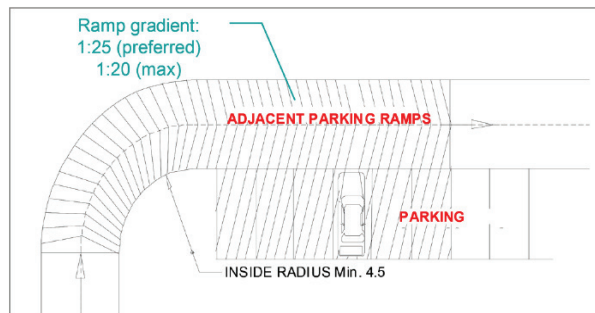 Ramp gradient:
1:25 (preferred)
1:20 (max)
ADJACENT PARKING RAMPS
PARKING
INSIDE RADIUS Min. 4.5